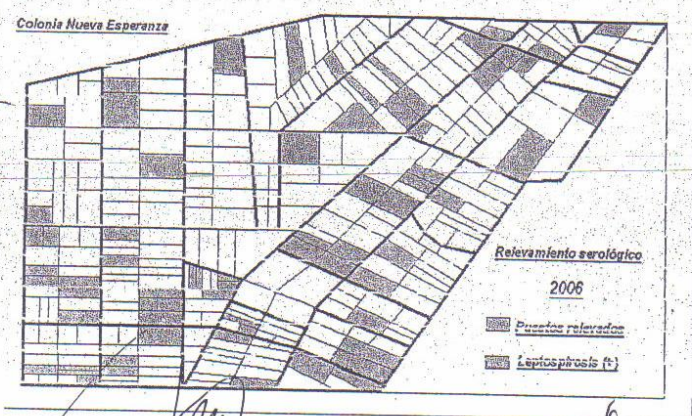 Colonia Nueva Esperanza
Relevamiento serológico
2006
Puestos relevados
Leptospirosis (+)